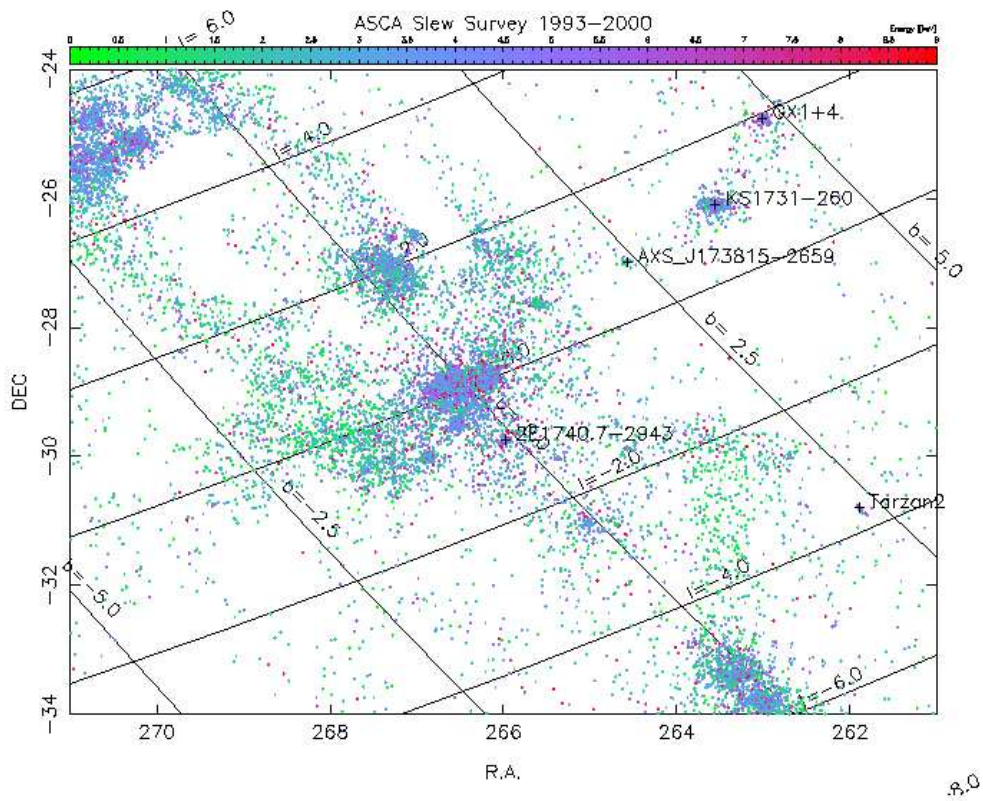 ASCA Slew Survey 1993-2000
Energy [keV]
0 0.5 1 1.5 2 2.5 3 3.5 4 4.5 5 5.5 6 6.5 7 7.5 8 8.5 9
l= 6.0
-24
GX1+4
l= 4.0
-26
KS1731-260
2.0
b= 5.0
AXS_J173815-2659
-28
b= 2.5
DEC
2E1740.7-2943
-30
l=-2.0
b=-2.5
Tarzan2
-32
b=-5.0
l=-4.0
l=-6.0
-34
270 268 266 264 262
R.A.
-8.0